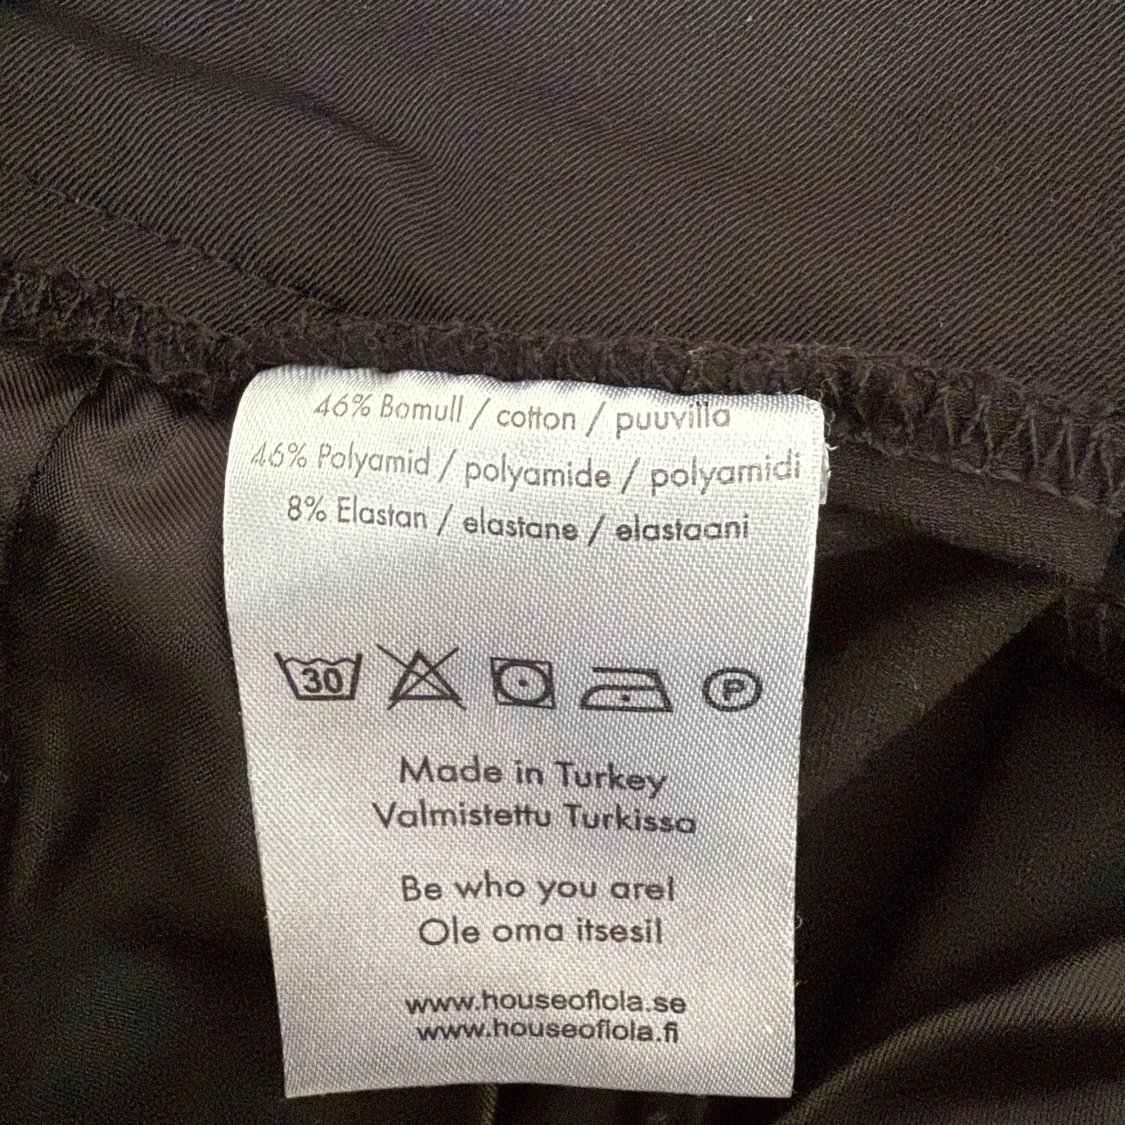 46% Bomull / cotton / puuvilla
46% Polyamid / polyamide / polyamidi
8% Elastan / elastane / elastaani
30 P
Made in Turkey
Valmistettu Turkissa
Be who you are!
Ole oma itsesi!
www.houseoflola.se
www.houseoflola.fi